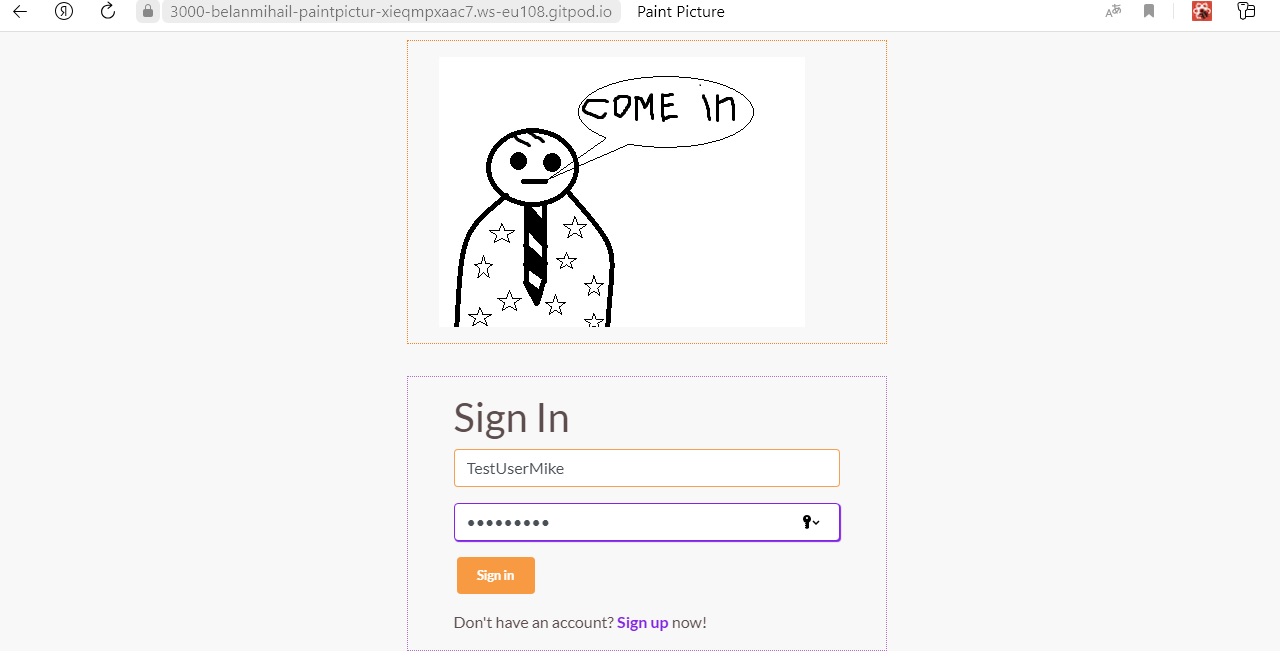 3000-belanmihail-paintpictur-xieqmpxaac7.ws-eu108.gitpod.io Paint Picture
COME in
Sign In
TestUserMike
•••••••••
Sign in
Don't have an account? Sign up now!